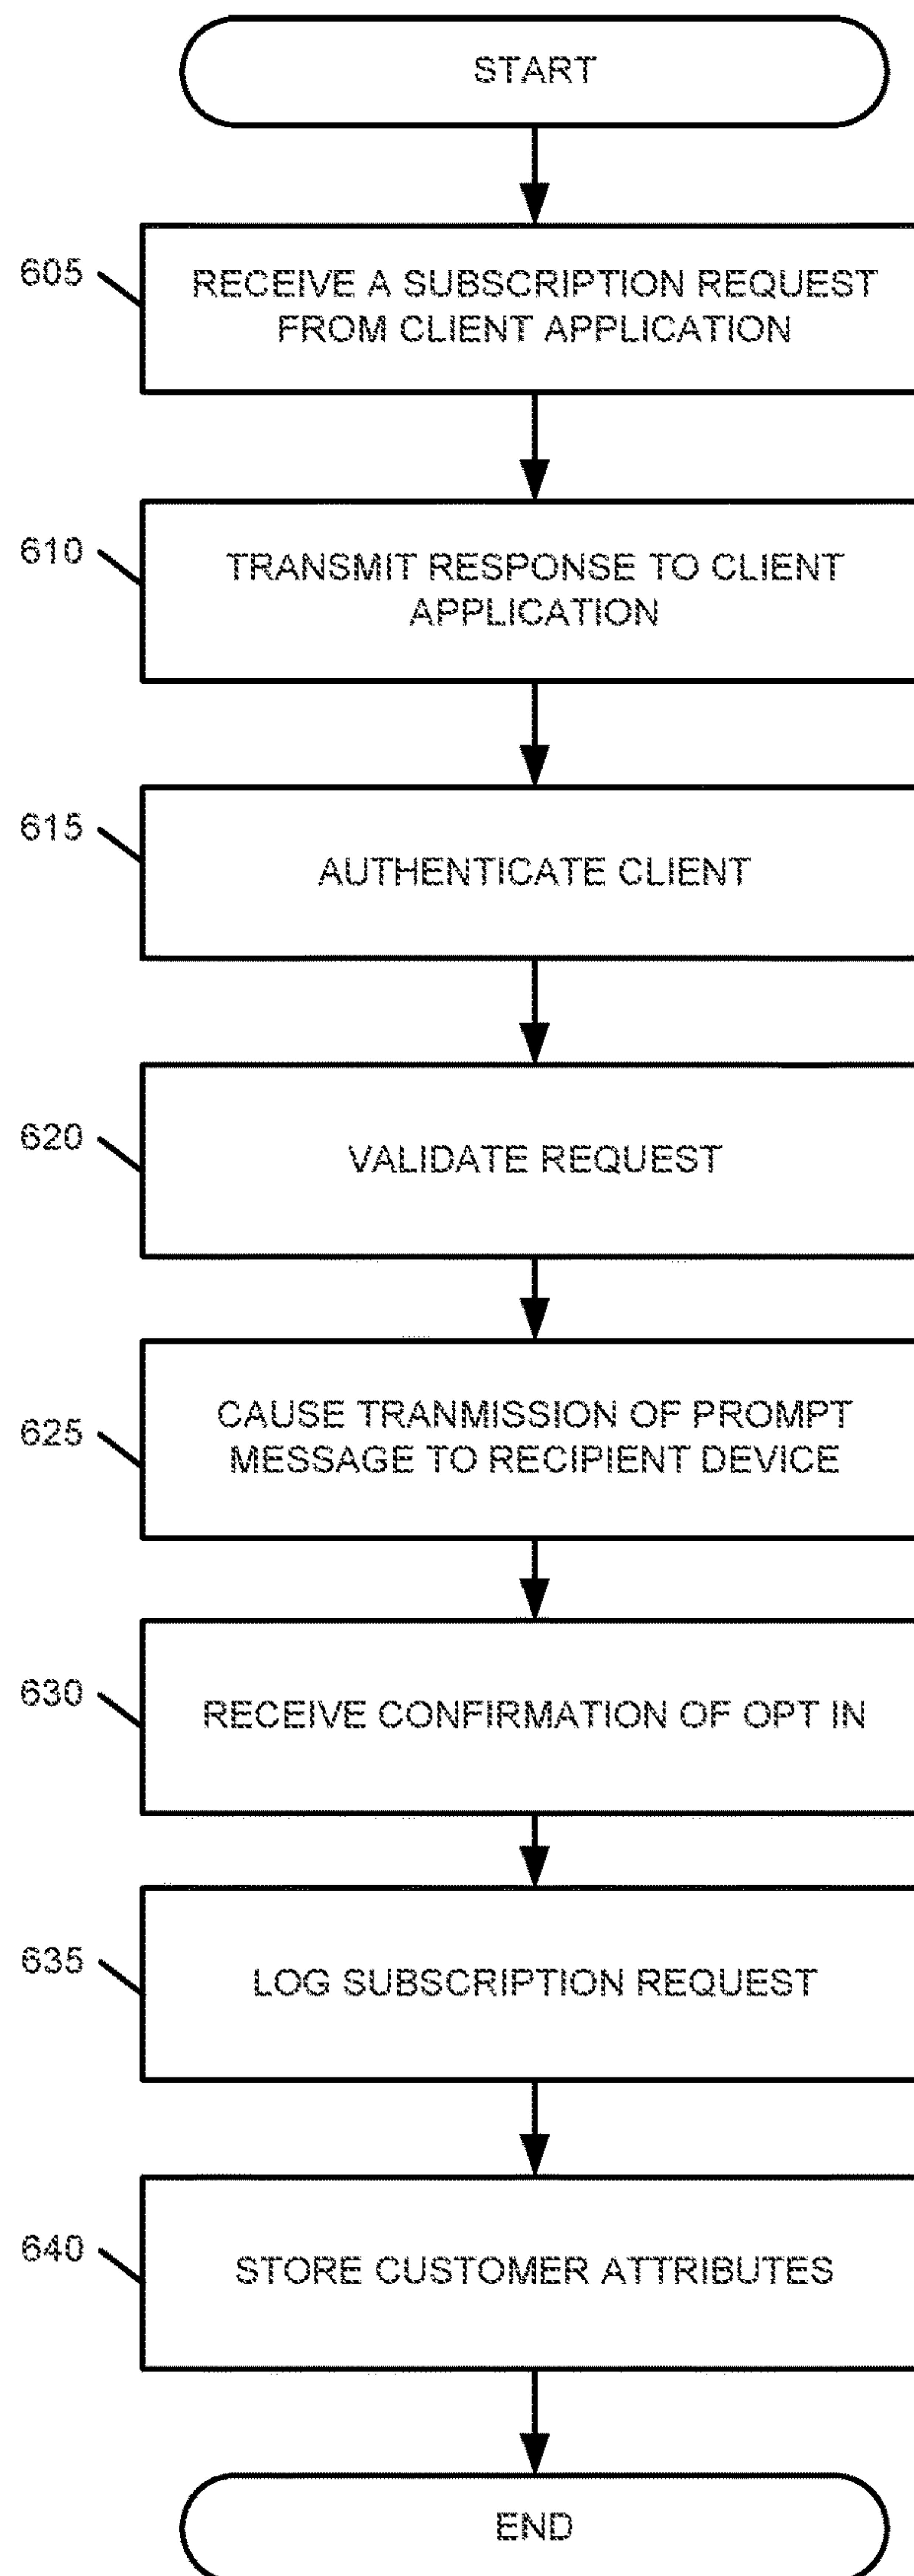 START
605
RECEIVE A SUBSCRIPTION REQUEST
FROM CLIENT APPLICATION
610
TRANSMIT RESPONSE TO CLIENT
APPLICATION
615
AUTHENTICATE CLIENT
620
VALIDATE REQUEST
625
CAUSE TRANMISSION OF PROMPT
MESSAGE TO RECIPIENT DEVICE
630
RECEIVE CONFIRMATION OF OPT IN
635
LOG SUBSCRIPTION REQUEST
640
STORE CUSTOMER ATTRIBUTES
END